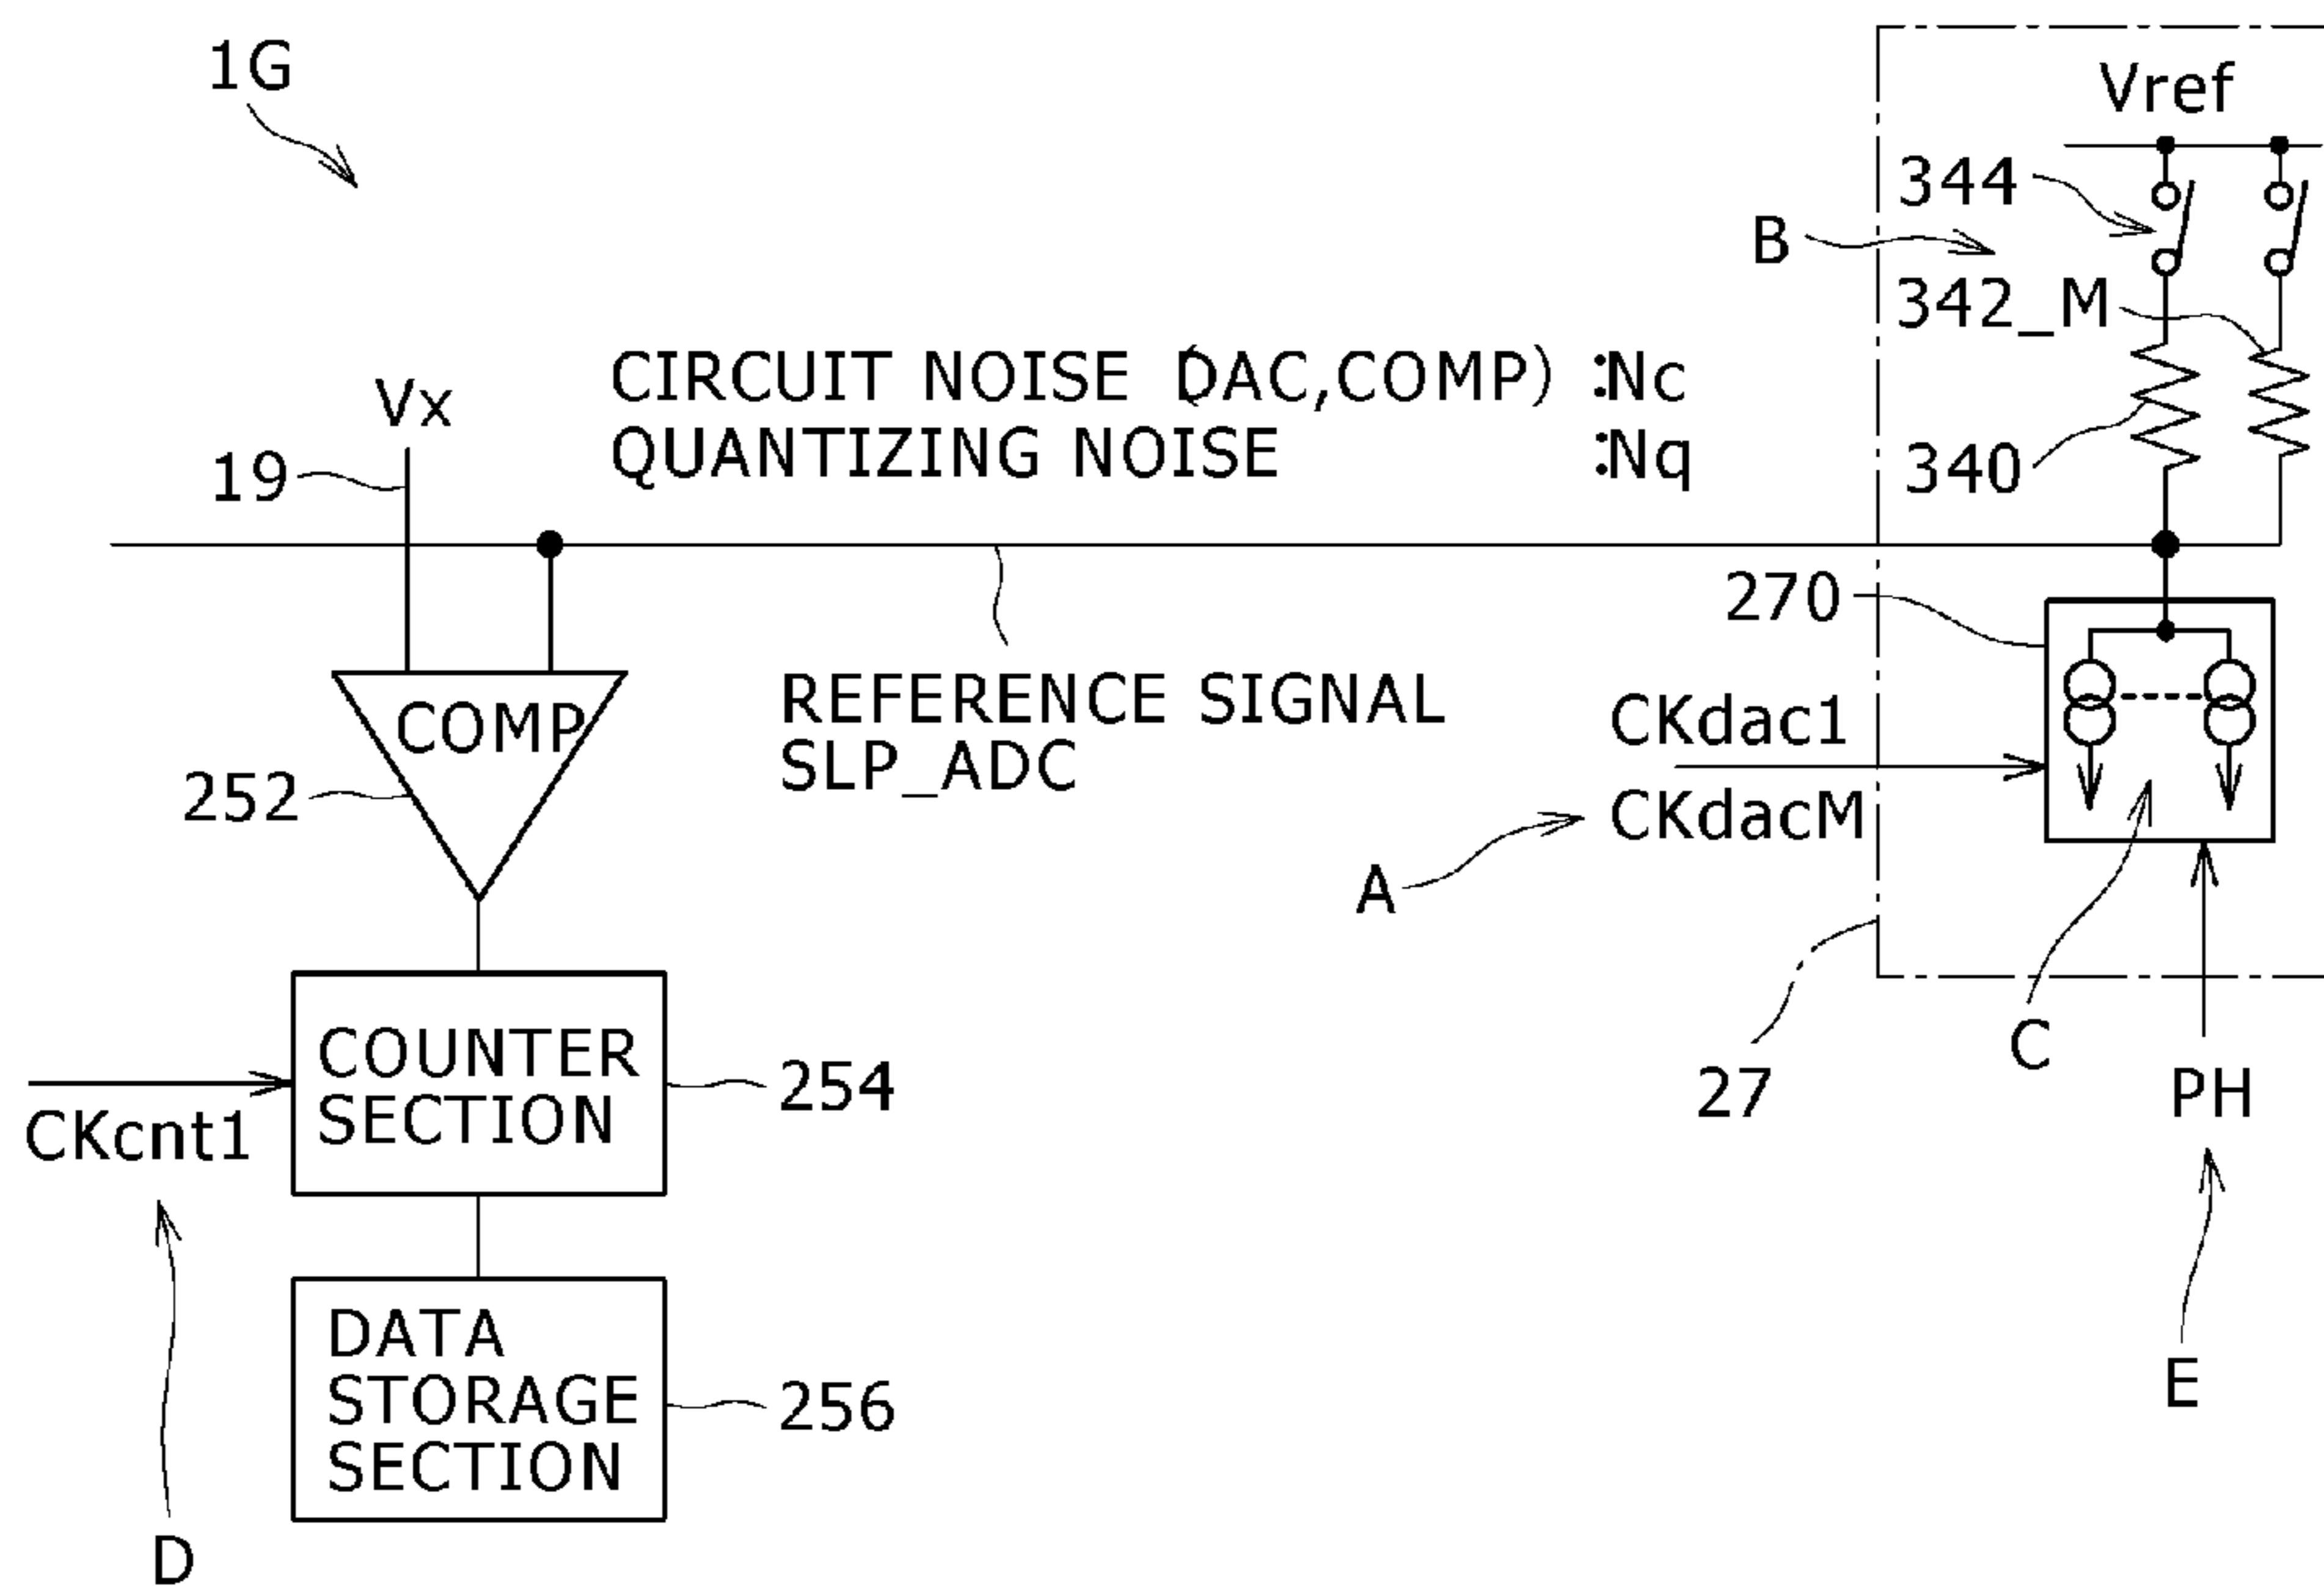 1G
Vref
344
B
342_M
CIRCUIT NOISE (DAC,COMP) :Nc
Vx
QUANTIZING NOISE :Nq
19
340
270
REFERENCE SIGNAL
SLP_ADC
COMP
CKdac1
252
CKdacM
A
COUNTER
SECTION
254
CKcnt1
C
27
PH
DATA
STORAGE
SECTION
256
E
D